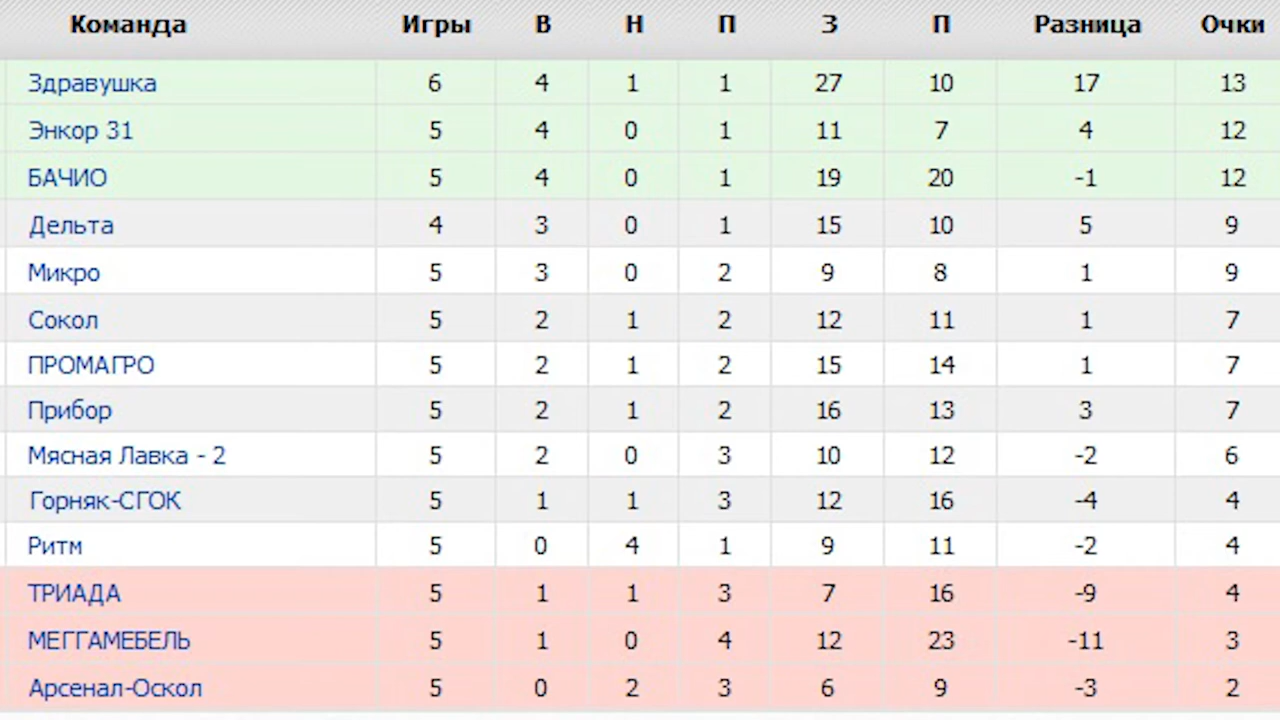 Команда Игры В Н П З П Разница Очки
Здравушка 6 4 1 1 27 10 17 13
Энкор 31 5 4 0 1 11 7 4 12
БАЧИО 5 4 0 1 19 20 -1 12
Дельта 4 3 0 1 15 10 5 9
Микро 5 3 0 2 9 8 1 9
Сокол 5 2 1 2 12 11 1 7
ПРОМАГРО 5 2 1 2 15 14 1 7
Прибор 5 2 1 2 16 13 3 7
Мясная Лавка - 2 5 2 0 3 10 12 -2 6
Горняк-СГОК 5 1 1 3 12 16 -4 4
Ритм 5 0 4 1 9 11 -2 4
ТРИАДА 5 1 1 3 7 16 -9 4
МЕГГАМЕБЕЛЬ 5 1 0 4 12 23 -11 3
Арсенал-Оскол 5 0 2 3 6 9 -3 2